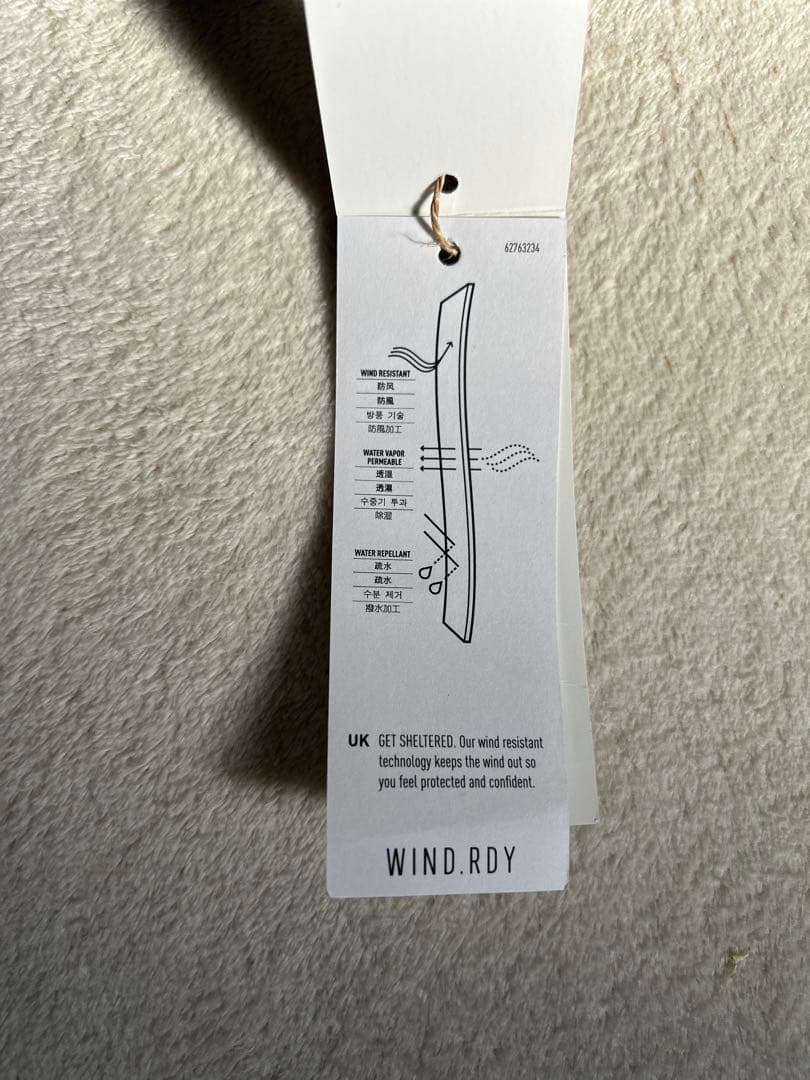 62763234
WIND RESISTANT
防风
防風
방풍 기술
防風加工
WATER VAPOR
PERMEABLE
透湿
透濕
수증기 투과
除湿
WATER REPELLANT
疏水
疏水
수분 제거
撥水加工
UK GET SHELTERED. Our wind resistant
technology keeps the wind out so
you feel protected and confident.
WIND.RDY